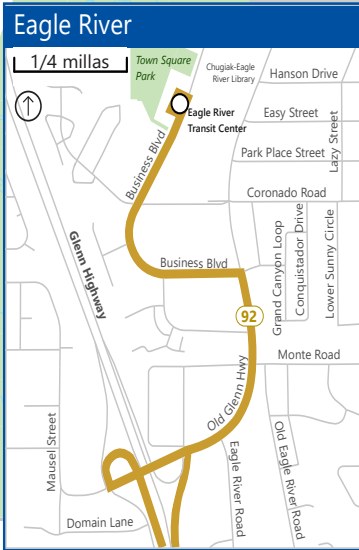 Eagle River
1/4 millas
Town Square
Park
Chugiak-Eagle
River Library
Hanson Drive
Eagle River
Transit Center
Easy Street
Lazy Street
Park Place Street
Business Blvd
Coronado Road
Glenn Highway
Business Blvd
Grand Canyon Loop
Conquistador Drive
Lower Sunny Circle
92
Monte Road
Old Glenn Hwy
Mausel Street
Eagle River Road
Old Eagle River Road
Domain Lane